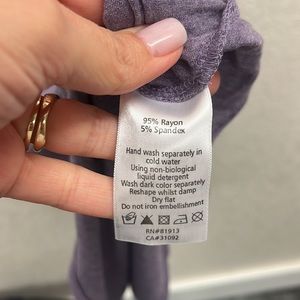 95% Rayon
5% Spandex
Hand wash separately in
cold water
Using non-biological
liquid detergent
Wash dark color separately
Reshape whilst damp
Dry flat
Do not iron embellishment
RN#81913
CA#31092